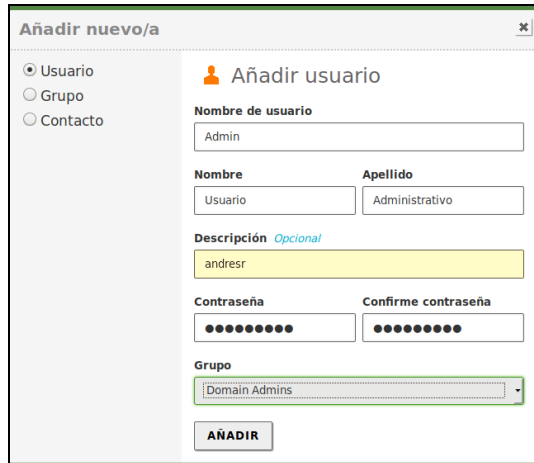 Añadir nuevo/a
Usuario
Grupo
Contacto
Añadir usuario
Nombre de usuario
Admin
Nombre Apellido
Usuario Administrativo
Descripción Opcional
andresr
Contraseña Confirme contraseña
●●●●●●●●● ●●●●●●●●●
Grupo
Domain Admins
AÑADIR